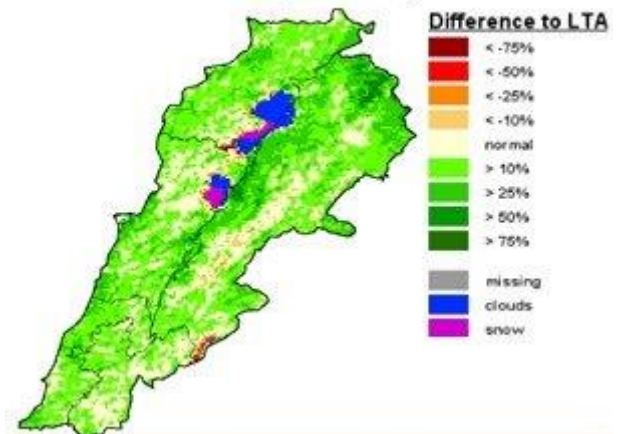 Difference to LTA
< -75%
< -50%
< -25%
< -10%
normal
> 10%
> 25%
> 50%
> 75%
missing
clouds
snow